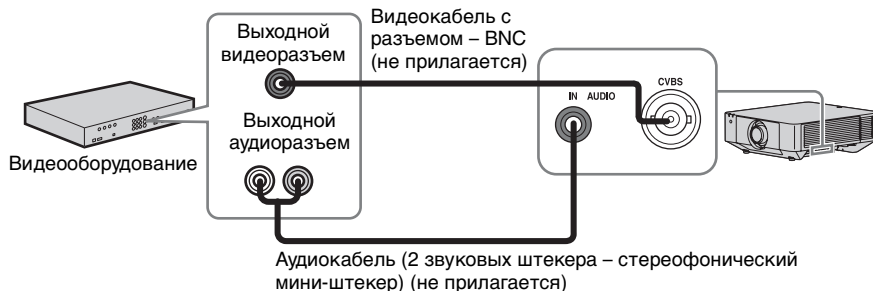 Выходной
видеоразъем
Видеокабель с
разъемом – BNC
(не прилагается)
CVBS
IN AUDIO
Выходной
аудиоразъем
Видеооборудование
Аудиокабель (2 звуковых штекера – стереофонический
мини-штекер) (не прилагается)